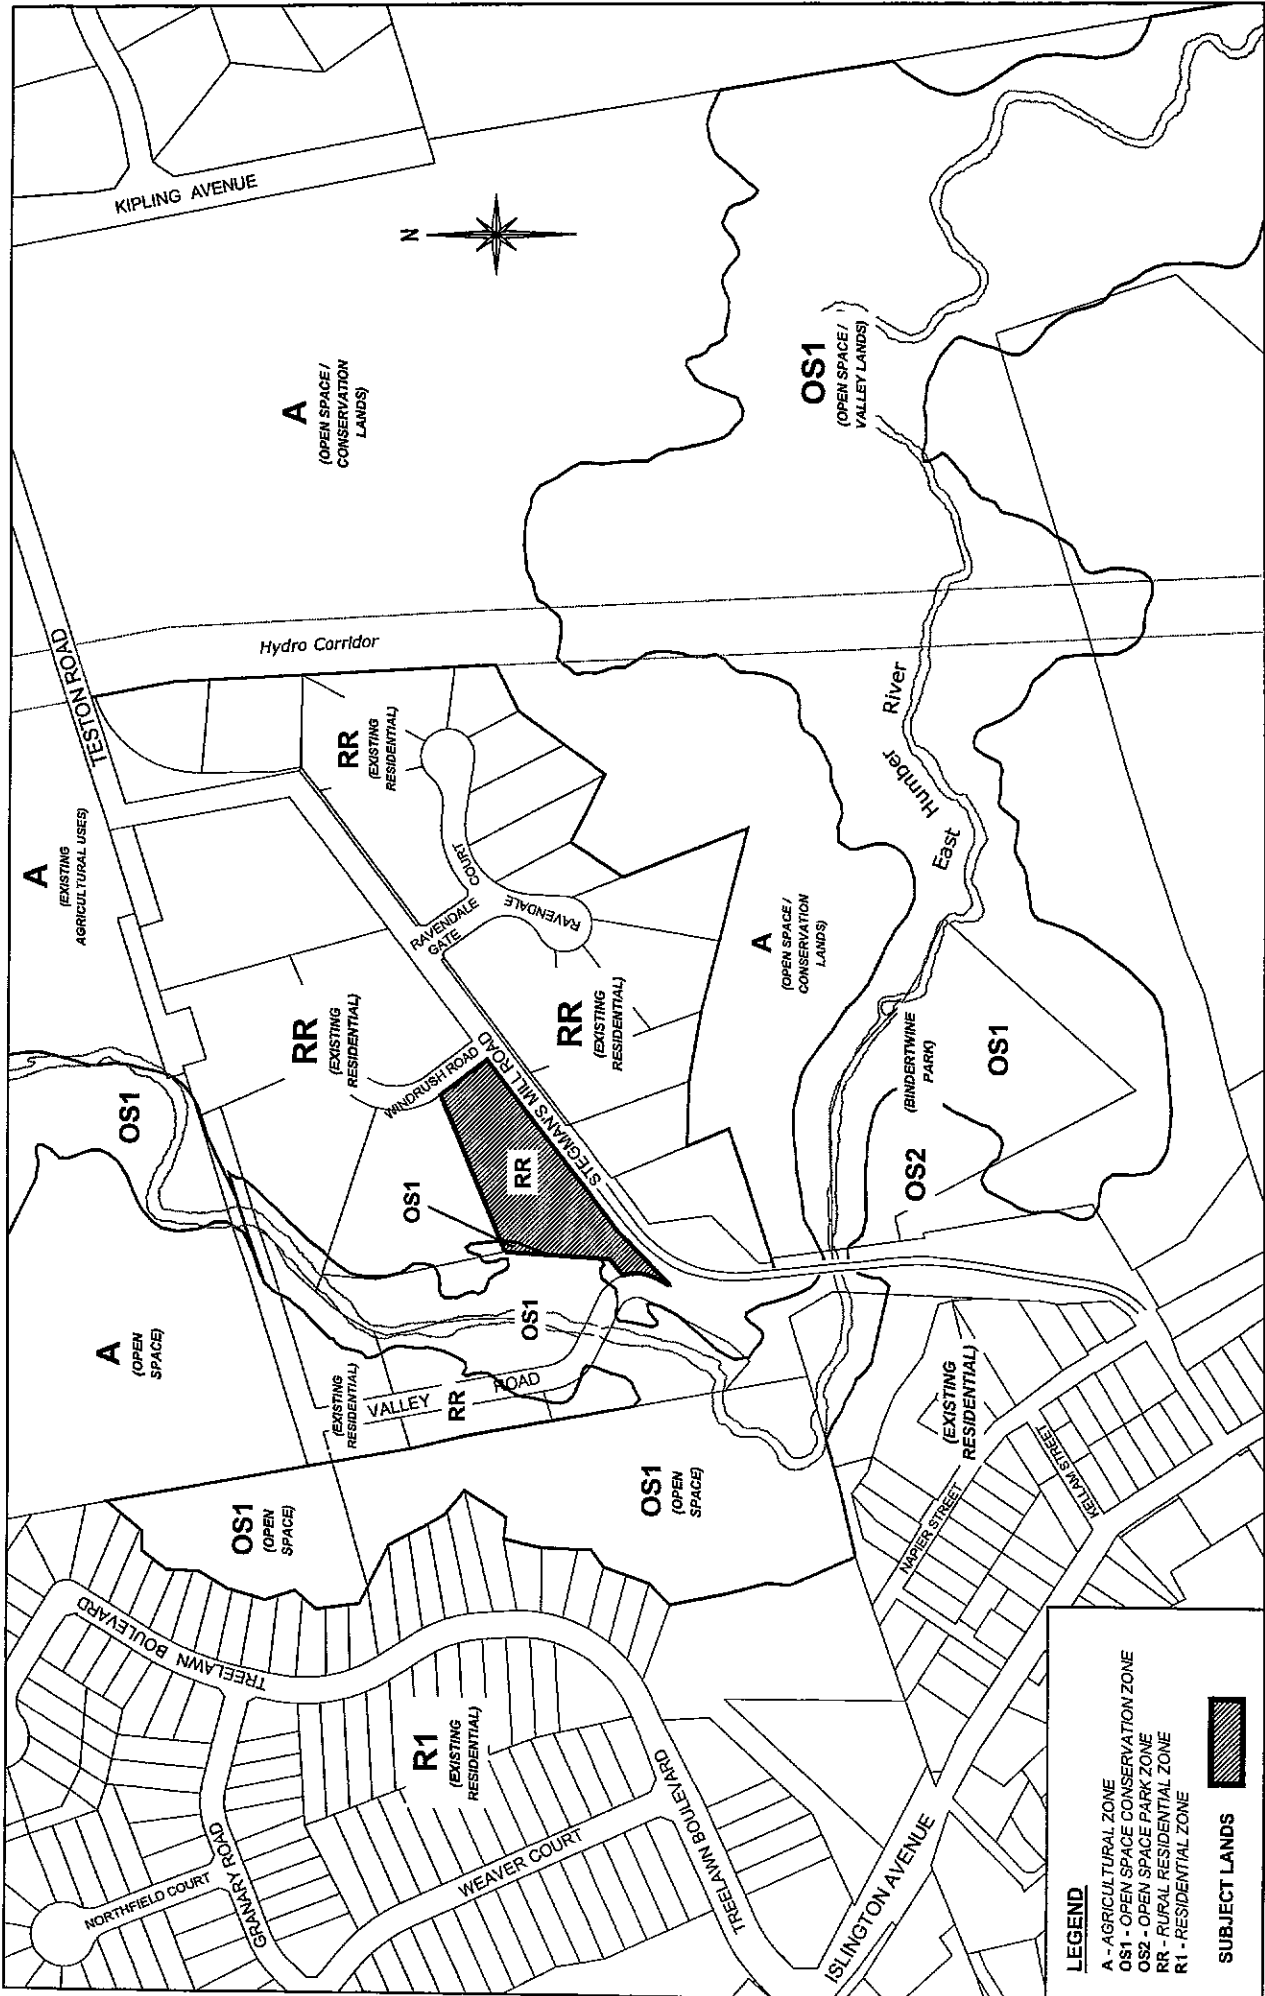 KIPLING AVENUE
N
A
(OPEN SPACE /
CONSERVATION
LANDS)
OS1
(OPEN SPACE /
VALLEY LANDS)
TESTON ROAD
Hydro Corridor
A
(EXISTING
AGRICULTURAL USES)
RR
(EXISTING
RESIDENTIAL)
RAVENDALE
GATE
COURT
RAVENDALE
River
Humber
East
RR
(EXISTING
RESIDENTIAL)
RR
(EXISTING
RESIDENTIAL)
A
(OPEN SPACE /
CONSERVATION
LANDS)
(BINDERTWINE
PARK)
OS1
OS2
WINDRUSH ROAD
STEGMAN'S MILL ROAD
RR
OS1
OS1
OS1
A
(OPEN
SPACE)
(EXISTING
RESIDENTIAL)
VALLEY
ROAD
RR
OS1
(OPEN
SPACE)
OS1
(OPEN
SPACE)
(EXISTING
RESIDENTIAL)
NAPIER STREET
KELLAM STREET
TREELAWN BOULEVARD
R1
(EXISTING
RESIDENTIAL)
NORTHFIELD COURT
GRANARY ROAD
WEAVER COURT
TREELAWN BOULEVARD
ISLINGTON AVENUE
LEGEND
A - AGRICULTURAL ZONE
OS1 - OPEN SPACE CONSERVATION ZONE
OS2 - OPEN SPACE PARK ZONE
RR - RURAL RESIDENTIAL ZONE
R1 - RESIDENTIAL ZONE
SUBJECT LANDS